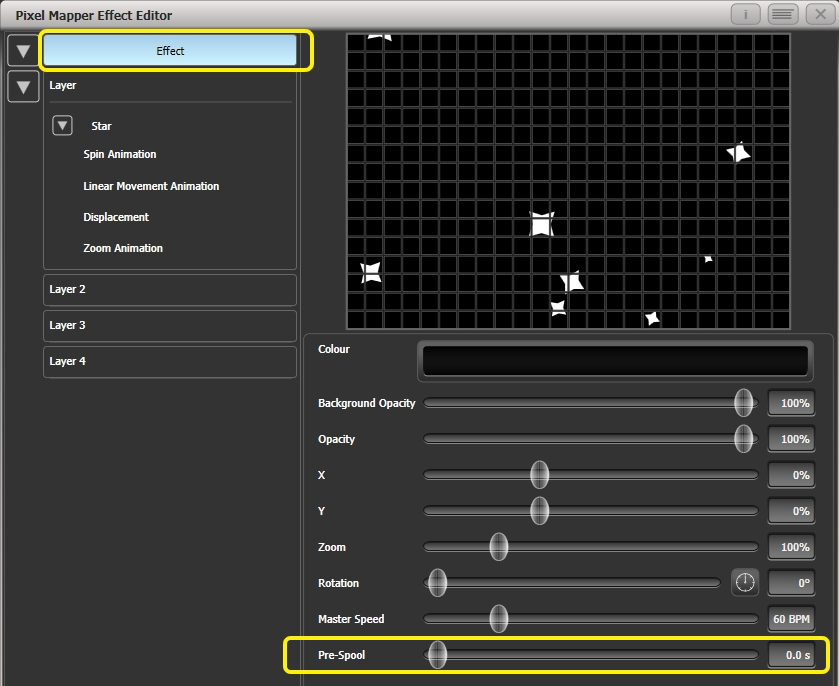 Pixel Mapper Effect Editor
i
Effect
Layer
Star
Spin Animation
Linear Movement Animation
Displacement
Zoom Animation
Layer 2
Layer 3
Layer 4
Colour
Background Opacity 100%
Opacity 100%
X 0%
Y 0%
Zoom 100%
Rotation 0°
Master Speed 60 BPM
Pre-Spool 0.0 s